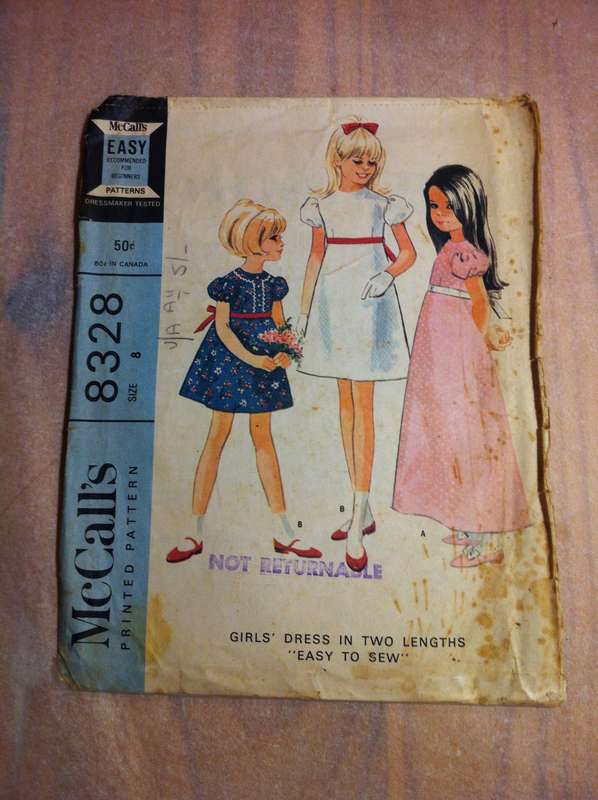 McCall's
EASY
RECOMMENDED
FOR
BEGINNERS
PATTERNS
DRESSMAKER TESTED
50¢
60¢ IN CANADA
8328
SIZE 8
McCall's
PRINTED PATTERN
5/-
B
B
A
NOT RETURNABLE
GIRLS' DRESS IN TWO LENGTHS
"EASY TO SEW"